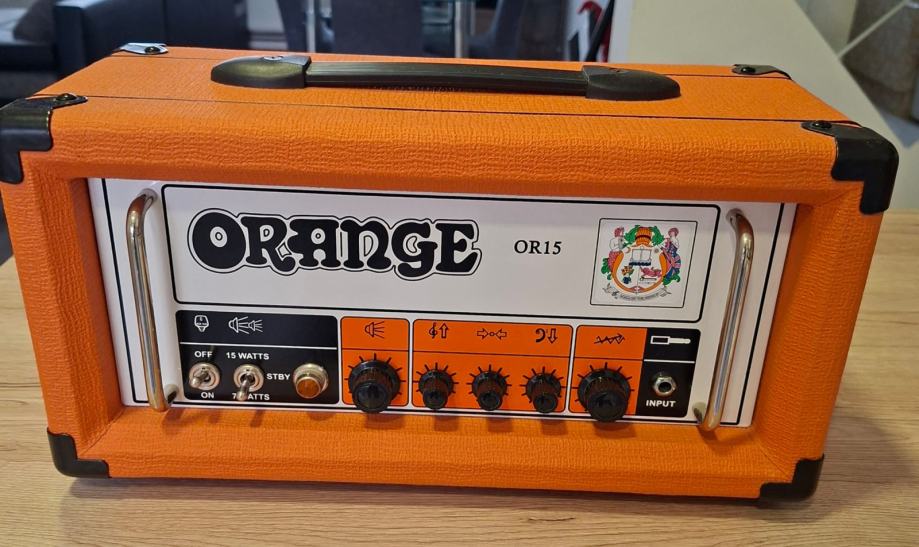 ORANGE
OR15
OFF 15 WATTS
STBY
ON 7 WATTS
INPUT